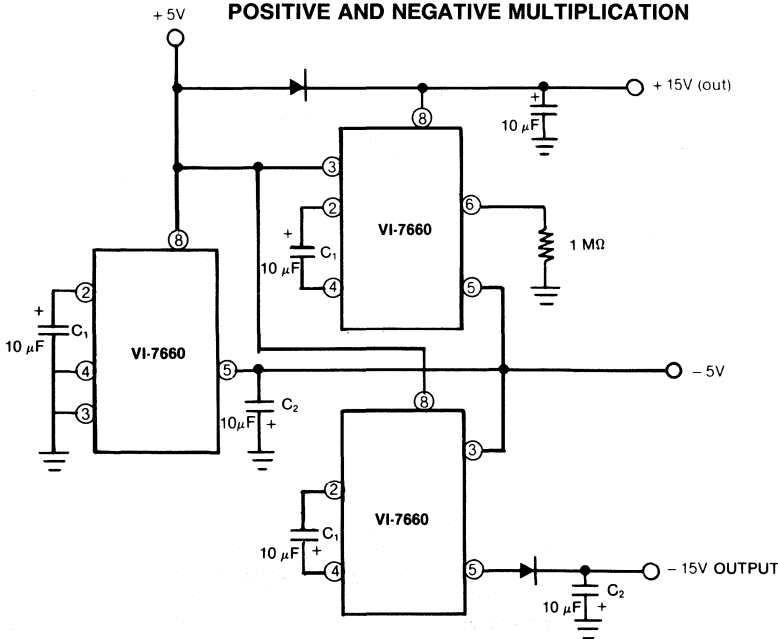 POSITIVE AND NEGATIVE MULTIPLICATION
+ 5V
+ 15V (out)
+
10 µF
8
3
2
+
C1
10 µF
4
VI-7660
6
1 MΩ
5
8
2
+
C1
10 µF
4
3
VI-7660
5
C2
10µF +
− 5V
8
3
2
C1
10 µF +
4
VI-7660
5
− 15V OUTPUT
C2
10 µF +